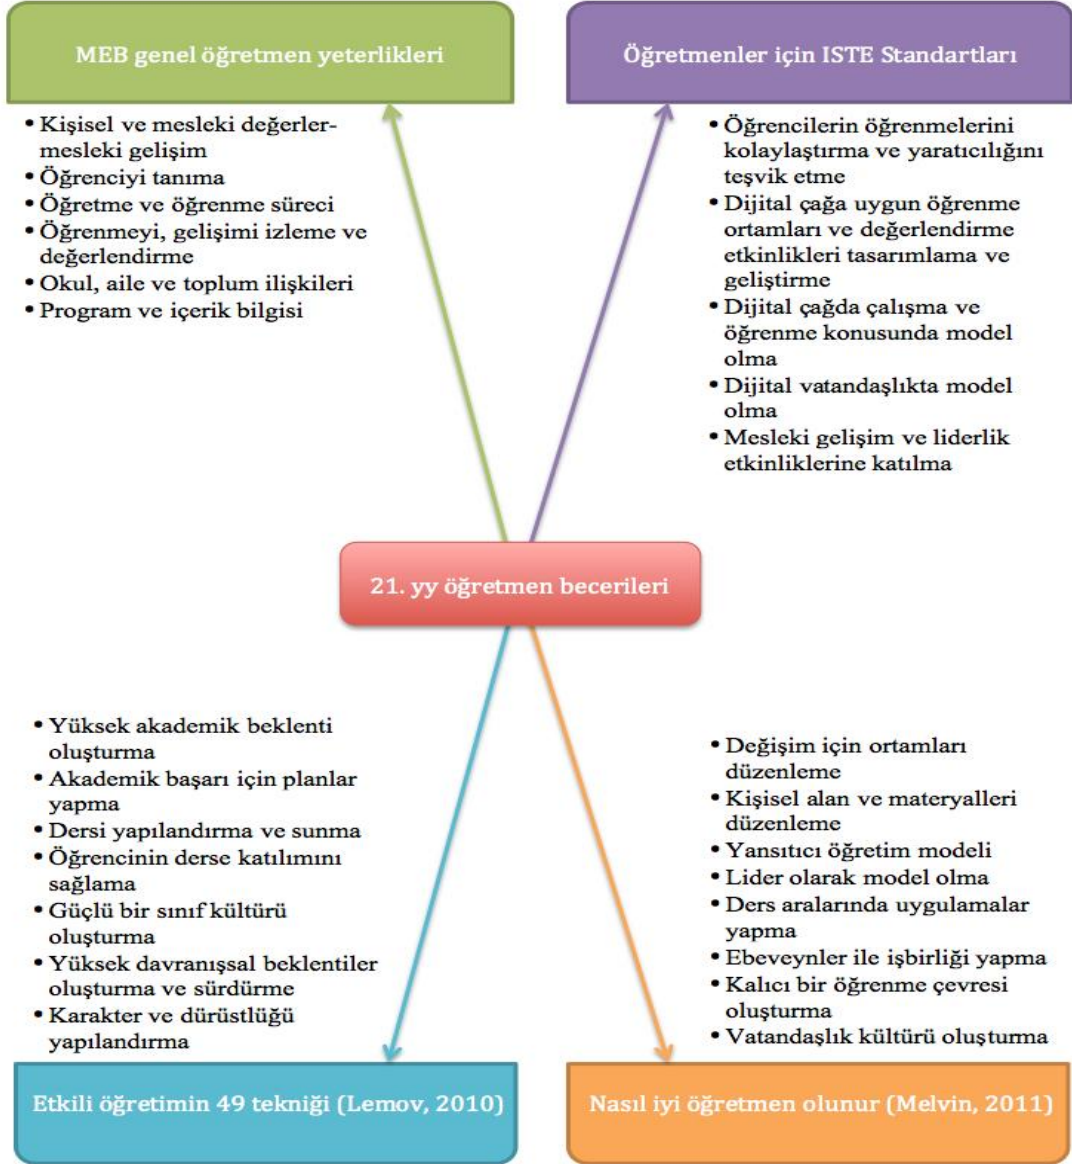 MEB genel öğretmen yeterlikleri
• Kişisel ve mesleki değerler-
mesleki gelişim
• Öğrenciyi tanıma
• Öğretme ve öğrenme süreci
• Öğrenmeyi, gelişimi izleme ve
değerlendirme
• Okul, aile ve toplum ilişkileri
• Program ve içerik bilgisi
Öğretmenler için ISTE Standartları
• Öğrencilerin öğrenmelerini
kolaylaştırma ve yaratıcılığını
teşvik etme
• Dijital çağa uygun öğrenme
ortamları ve değerlendirme
etkinlikleri tasarımlama ve
geliştirme
• Dijital çağda çalışma ve
öğrenme konusunda model
olma
• Dijital vatandaşlıkta model
olma
• Mesleki gelişim ve liderlik
etkinliklerine katılma
21. yy öğretmen becerileri
• Yüksek akademik beklenti
oluşturma
• Akademik başarı için planlar
yapma
• Dersi yapılandırma ve sunma
• Öğrencinin derse katılımını
sağlama
• Güçlü bir sınıf kültürü
oluşturma
• Yüksek davranışsal beklentiler
oluşturma ve sürdürme
• Karakter ve dürüstlüğü
yapılandırma
Etkili öğretimin 49 tekniği (Lemov, 2010)
• Değişim için ortamları
düzenleme
• Kişisel alan ve materyalleri
düzenleme
• Yansıtıcı öğretim modeli
• Lider olarak model olma
• Ders aralarında uygulamalar
yapma
• Ebeveynler ile işbirliği yapma
• Kalıcı bir öğrenme çevresi
oluşturma
• Vatandaşlık kültürü oluşturma
Nasıl iyi öğretmen olunur (Melvin, 2011)